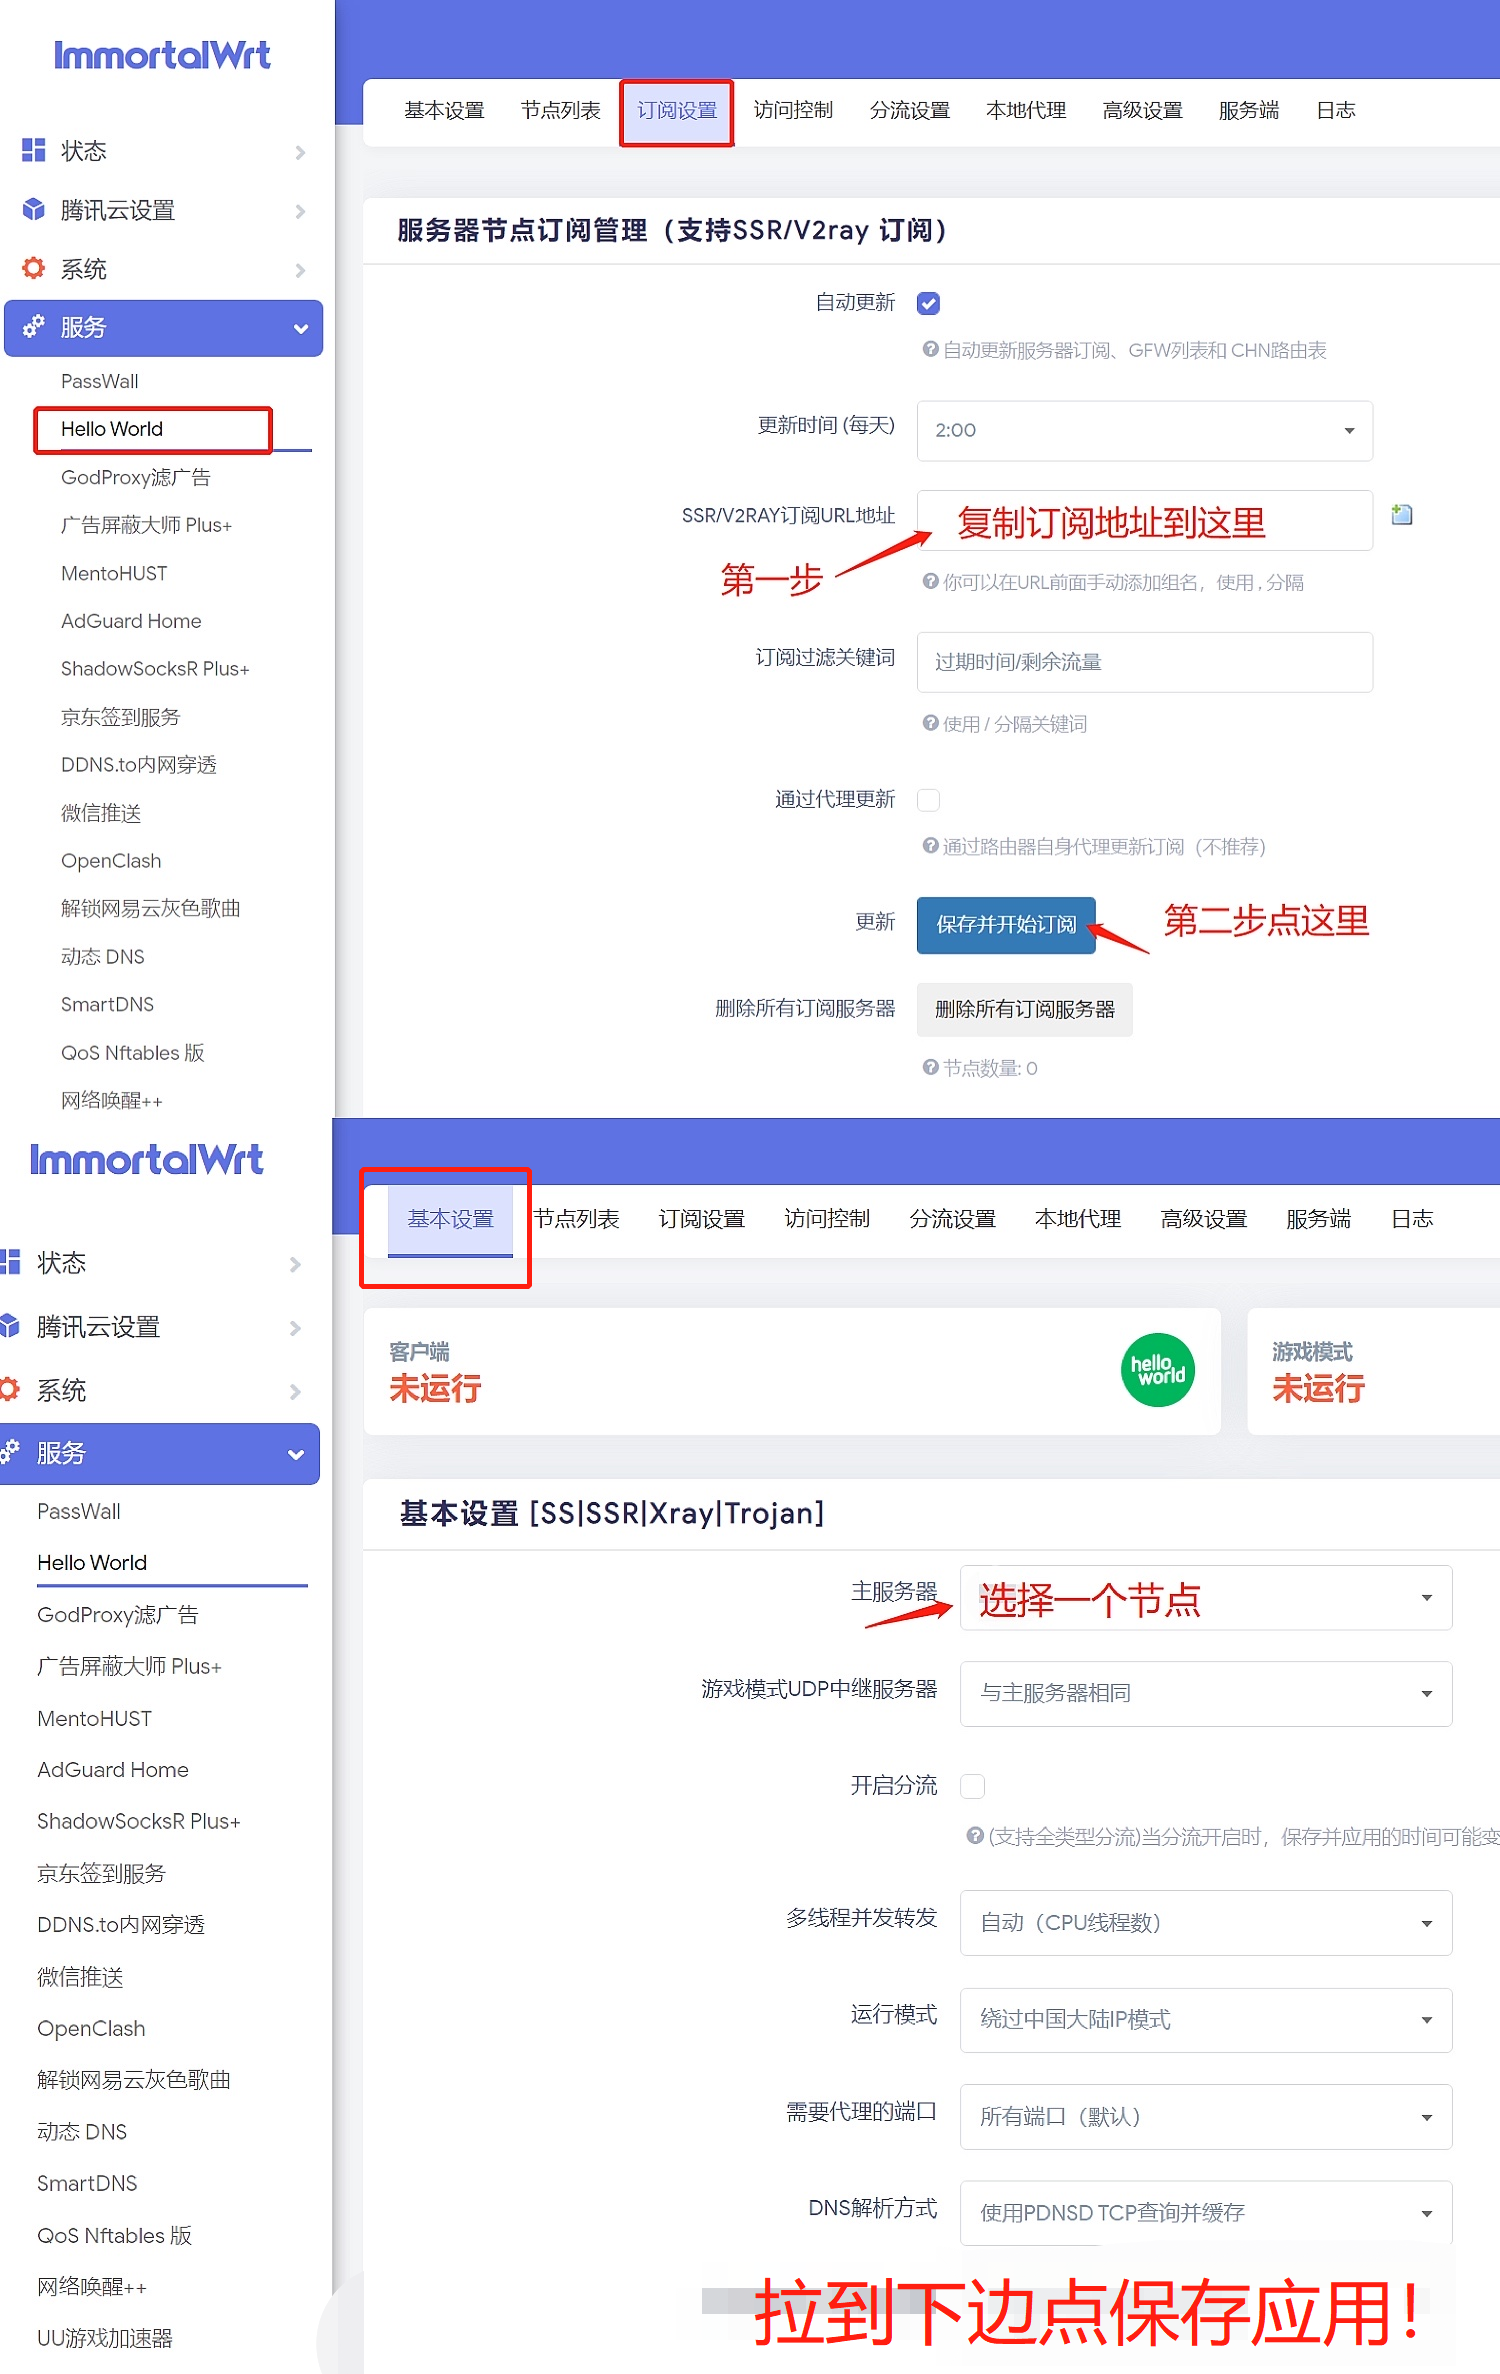 ImmortalWrt
状态
腾讯云设置
系统
服务
PassWall
Hello World
GodProxy滤广告
广告屏蔽大师 Plus+
MentoHUST
AdGuard Home
ShadowSocksR Plus+
京东签到服务
DDNS.to内网穿透
微信推送
OpenClash
解锁网易云灰色歌曲
动态 DNS
SmartDNS
QoS Nftables 版
网络唤醒++
基本设置 节点列表 订阅设置 访问控制 分流设置 本地代理 高级设置 服务端 日志
服务器节点订阅管理（支持SSR/V2ray 订阅）
自动更新
自动更新服务器订阅、GFW列表和 CHN路由表
更新时间 (每天) 2:00
SSR/V2RAY订阅URL地址 复制订阅地址到这里
第一步
你可以在URL前面手动添加组名，使用 , 分隔
订阅过滤关键词 过期时间/剩余流量
使用 / 分隔关键词
通过代理更新
通过路由器自身代理更新订阅（不推荐）
更新 保存并开始订阅 第二步点这里
删除所有订阅服务器 删除所有订阅服务器
节点数量: 0
ImmortalWrt
状态
腾讯云设置
系统
服务
PassWall
Hello World
GodProxy滤广告
广告屏蔽大师 Plus+
MentoHUST
AdGuard Home
ShadowSocksR Plus+
京东签到服务
DDNS.to内网穿透
微信推送
OpenClash
解锁网易云灰色歌曲
动态 DNS
SmartDNS
QoS Nftables 版
网络唤醒++
UU游戏加速器
基本设置 节点列表 订阅设置 访问控制 分流设置 本地代理 高级设置 服务端 日志
客户端
未运行
hello
world
游戏模式
未运行
基本设置 [SS|SSR|Xray|Trojan]
主服务器 选择一个节点
游戏模式UDP中继服务器 与主服务器相同
开启分流
(支持全类型分流)当分流开启时，保存并应用的时间可能变
多线程并发转发 自动（CPU线程数）
运行模式 绕过中国大陆IP模式
需要代理的端口 所有端口（默认）
DNS解析方式 使用PDNSD TCP查询并缓存
拉到下边点保存应用！